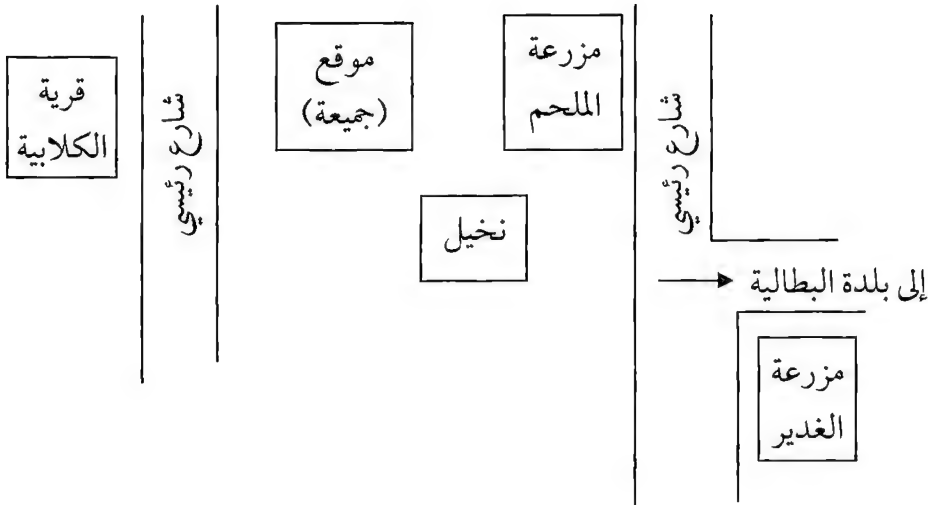 مزرعة
الملحم
موقع
(جميعة)
قرية
الكلابية
شارع رئيسي
شارع رئيسي
نخيل
إلى بلدة البطالية
مزرعة
الغدير